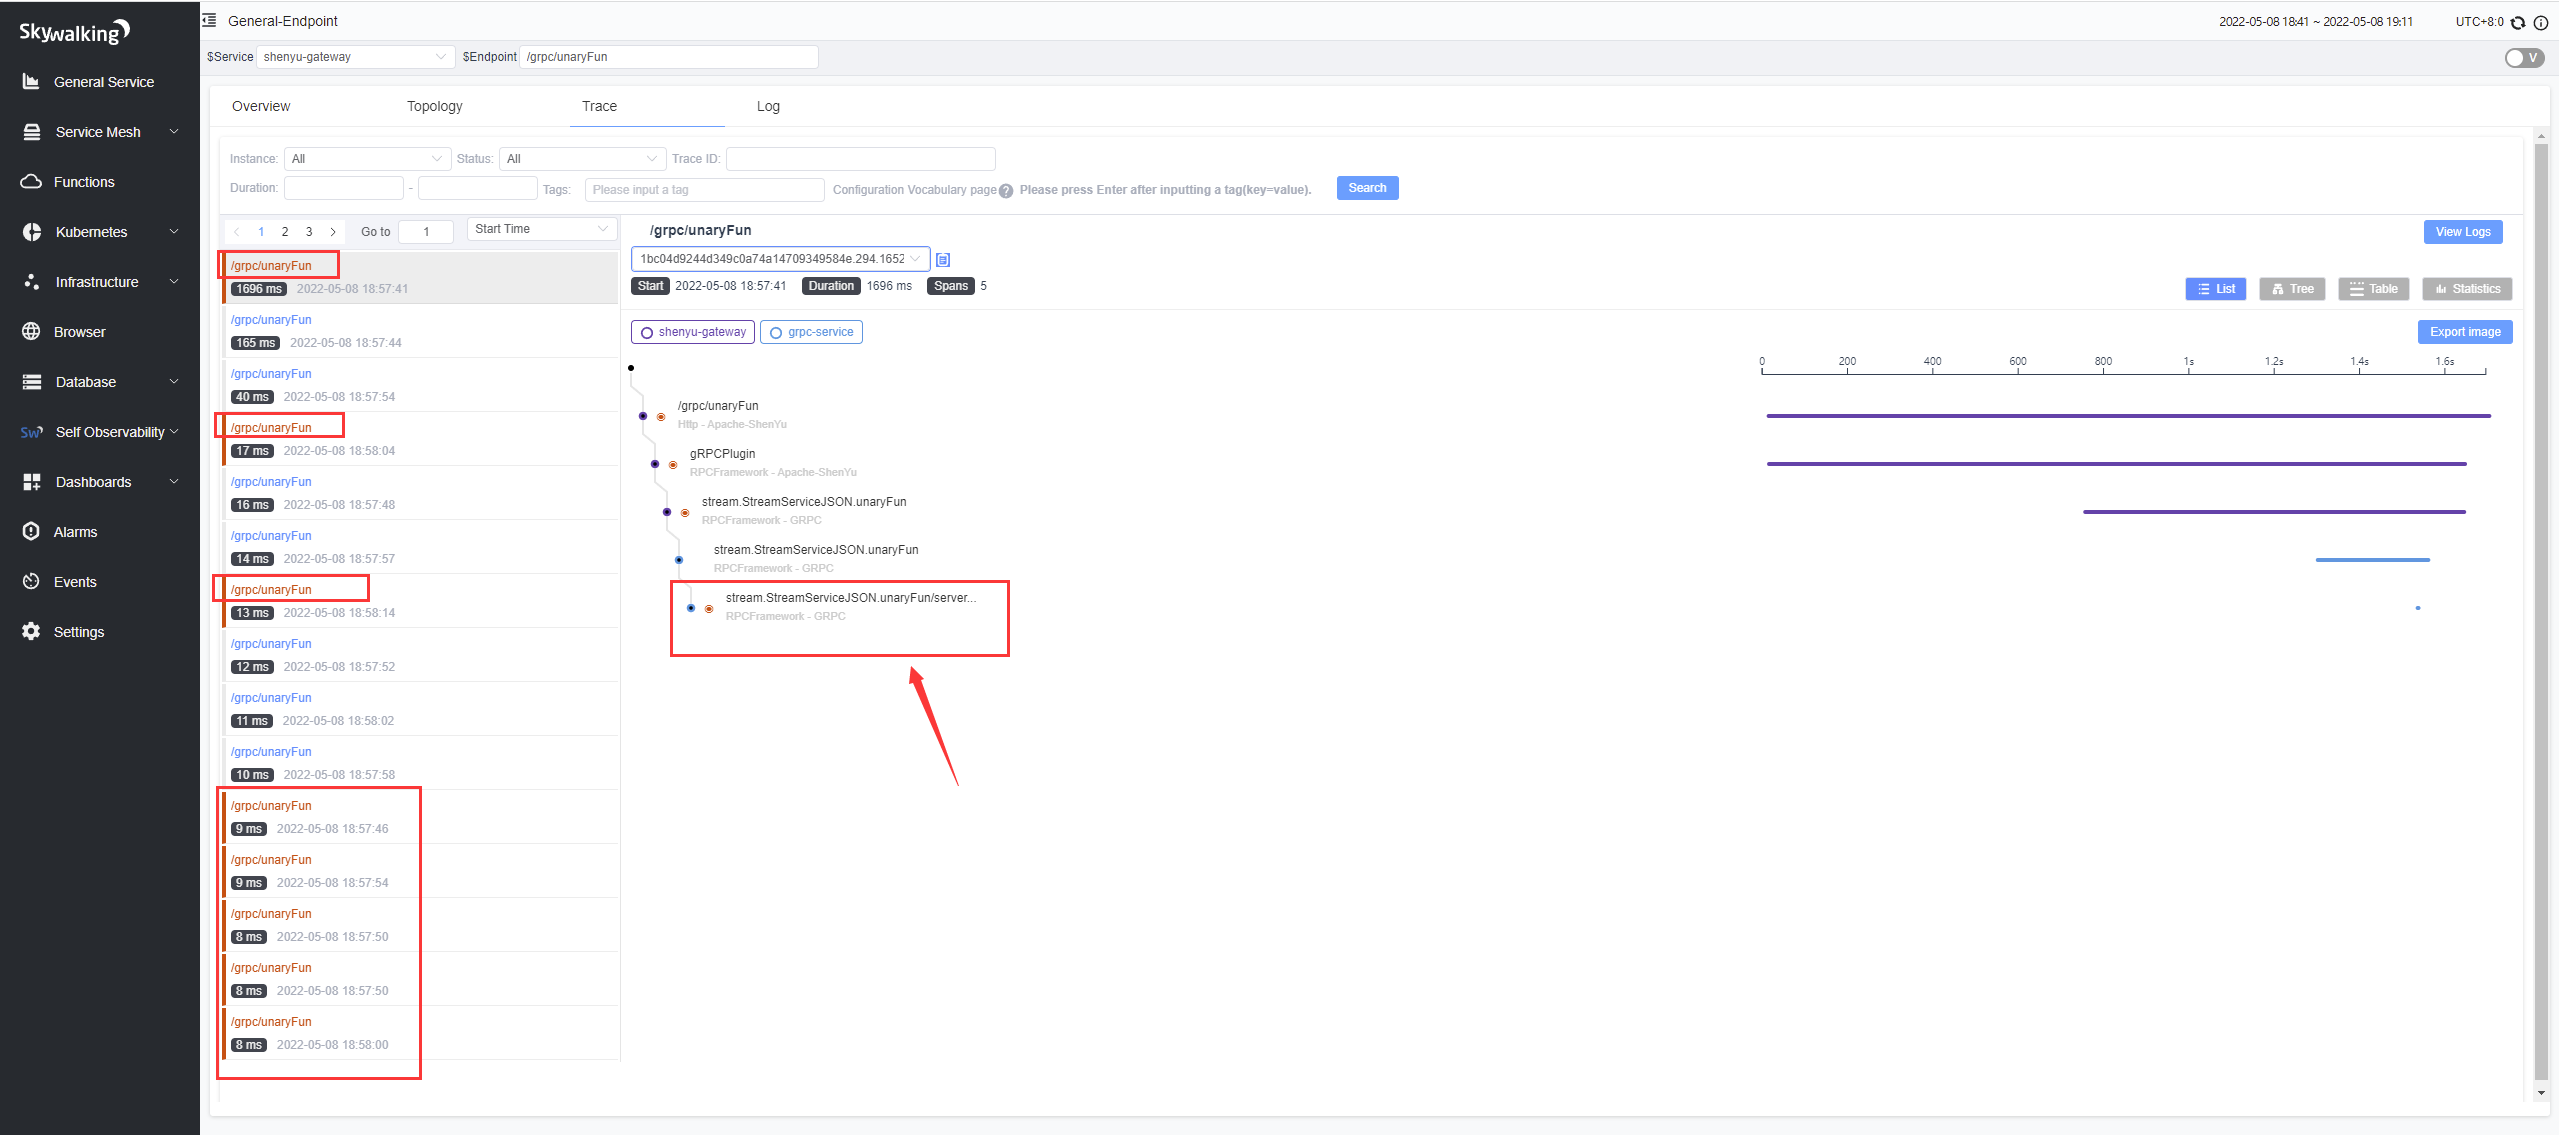 Skywalking
General Service
Service Mesh
Functions
Kubernetes
Infrastructure
Browser
Database
Sw Self Observability
Dashboards
Alarms
Events
Settings
General-Endpoint
2022-05-08 18:41 ~ 2022-05-08 19:11 UTC+8:0
$Service shenyu-gateway $Endpoint /grpc/unaryFun
V
Overview Topology Trace Log
Instance: All Status: All Trace ID:
Duration: - Tags: Please input a tag Configuration Vocabulary page ? Please press Enter after inputting a tag(key=value). Search
1 2 3 Go to 1 Start Time
/grpc/unaryFun
1696 ms 2022-05-08 18:57:41
/grpc/unaryFun
165 ms 2022-05-08 18:57:44
/grpc/unaryFun
40 ms 2022-05-08 18:57:54
/grpc/unaryFun
17 ms 2022-05-08 18:58:04
/grpc/unaryFun
16 ms 2022-05-08 18:57:48
/grpc/unaryFun
14 ms 2022-05-08 18:57:57
/grpc/unaryFun
13 ms 2022-05-08 18:58:14
/grpc/unaryFun
12 ms 2022-05-08 18:57:52
/grpc/unaryFun
11 ms 2022-05-08 18:58:02
/grpc/unaryFun
10 ms 2022-05-08 18:57:58
/grpc/unaryFun
9 ms 2022-05-08 18:57:46
/grpc/unaryFun
9 ms 2022-05-08 18:57:54
/grpc/unaryFun
8 ms 2022-05-08 18:57:50
/grpc/unaryFun
8 ms 2022-05-08 18:57:50
/grpc/unaryFun
8 ms 2022-05-08 18:58:00
/grpc/unaryFun
View Logs
1bc04d9244d349c0a74a14709349584e.294.1652
Start 2022-05-08 18:57:41 Duration 1696 ms Spans 5
List Tree Table Statistics
shenyu-gateway grpc-service
Export image
0 200 400 600 800 1s 1.2s 1.4s 1.6s
/grpc/unaryFun
Http - Apache-ShenYu
gRPCPlugin
RPCFramework - Apache-ShenYu
stream.StreamServiceJSON.unaryFun
RPCFramework - GRPC
stream.StreamServiceJSON.unaryFun
RPCFramework - GRPC
stream.StreamServiceJSON.unaryFun/server...
RPCFramework - GRPC